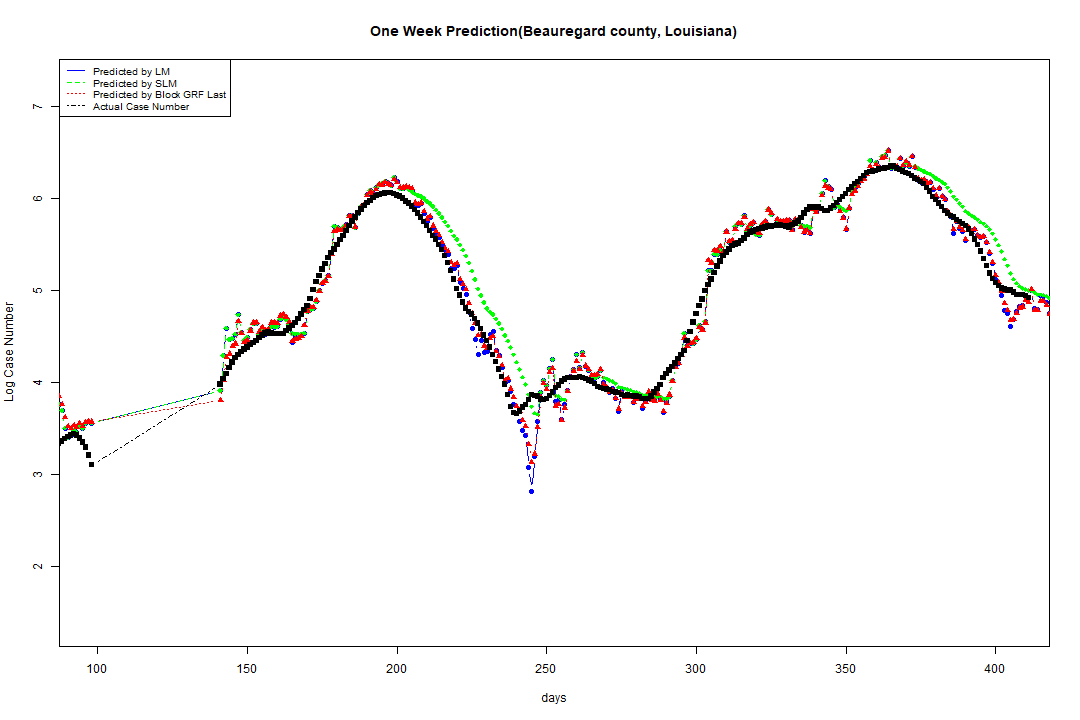 One Week Prediction(Beauregard county, Louisiana)
Predicted by LM
Predicted by SLM
Predicted by Block GRF Last
Actual Case Number
7
6
5
4
3
2
Log Case Number
100 150 200 250 300 350 400
days